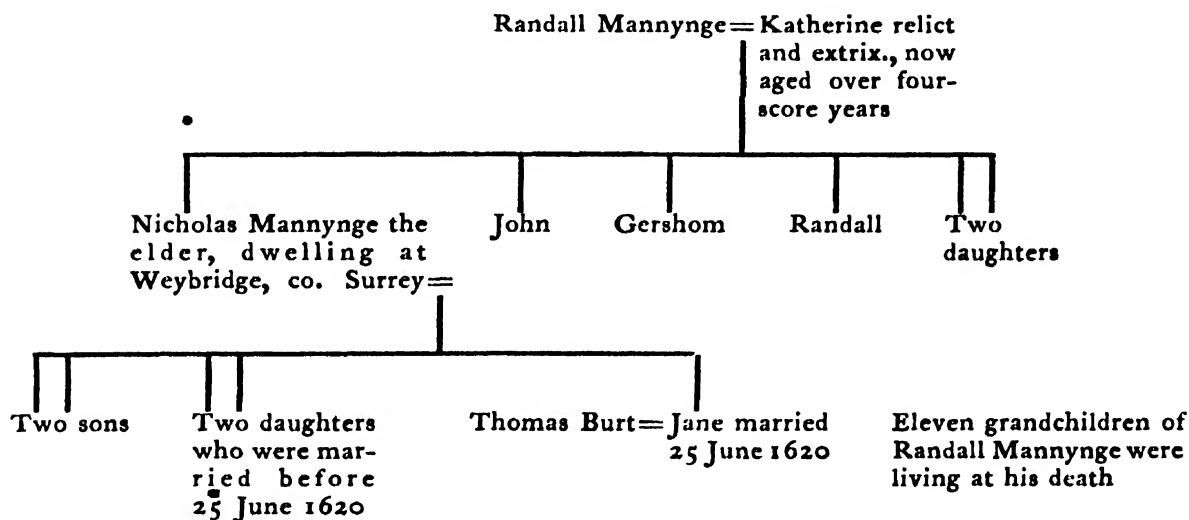 Randall Mannynge=Katherine relict
and extrix., now
aged over four-
score years
Nicholas Mannynge the
elder, dwelling at
Weybridge, co. Surrey=
John
Gershom
Randall
Two
daughters
Two sons
Two daughters
who were mar-
ried before
25 June 1620
Thomas Burt=Jane married
25 June 1620
Eleven grandchildren of
Randall Mannynge were
living at his death